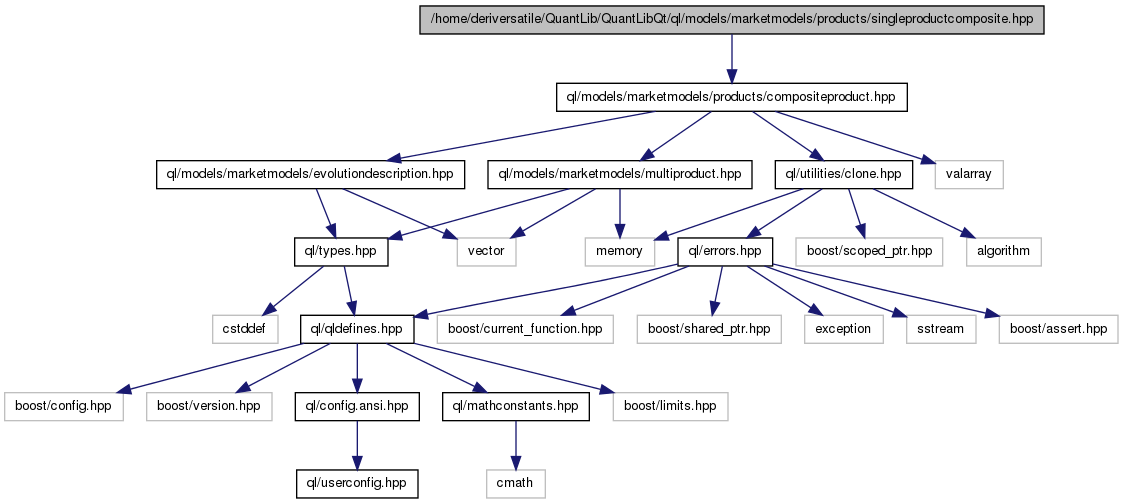 /home/deriversatile/QuantLib/QuantLibQt/ql/models/marketmodels/products/singleproductcomposite.hpp
ql/models/marketmodels/products/compositeproduct.hpp
ql/models/marketmodels/evolutiondescription.hpp
ql/models/marketmodels/multiproduct.hpp
ql/utilities/clone.hpp
valarray
ql/types.hpp
vector
memory
ql/errors.hpp
boost/scoped_ptr.hpp
algorithm
cstddef
ql/qldefines.hpp
boost/current_function.hpp
boost/shared_ptr.hpp
exception
sstream
boost/assert.hpp
boost/config.hpp
boost/version.hpp
ql/config.ansi.hpp
ql/mathconstants.hpp
boost/limits.hpp
ql/userconfig.hpp
cmath